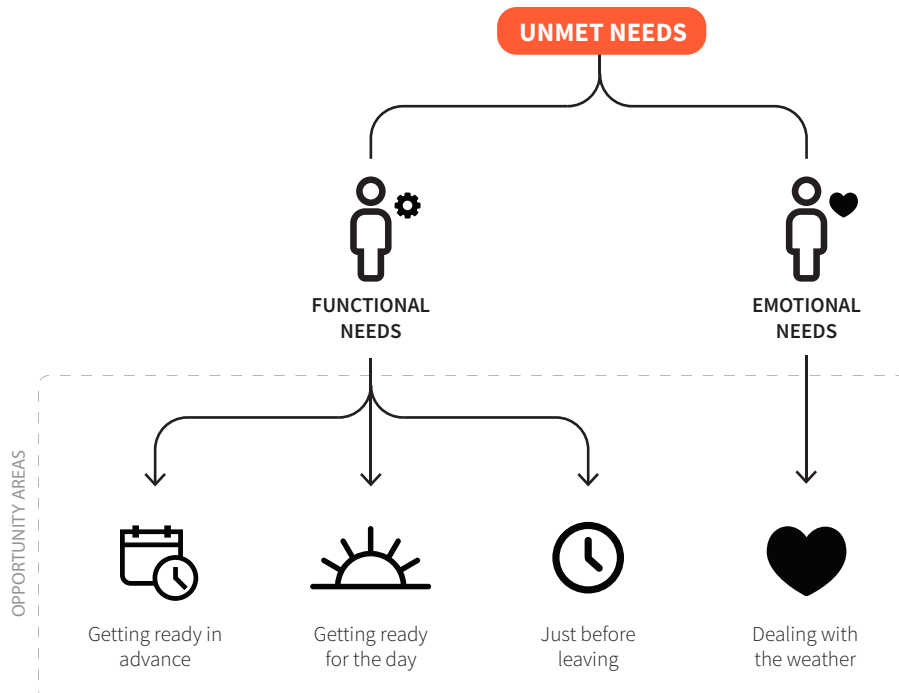 UNMET NEEDS
FUNCTIONAL
NEEDS
EMOTIONAL
NEEDS
OPPORTUNITY AREAS
Getting ready in
advance
Getting ready
for the day
Just before
leaving
Dealing with
the weather